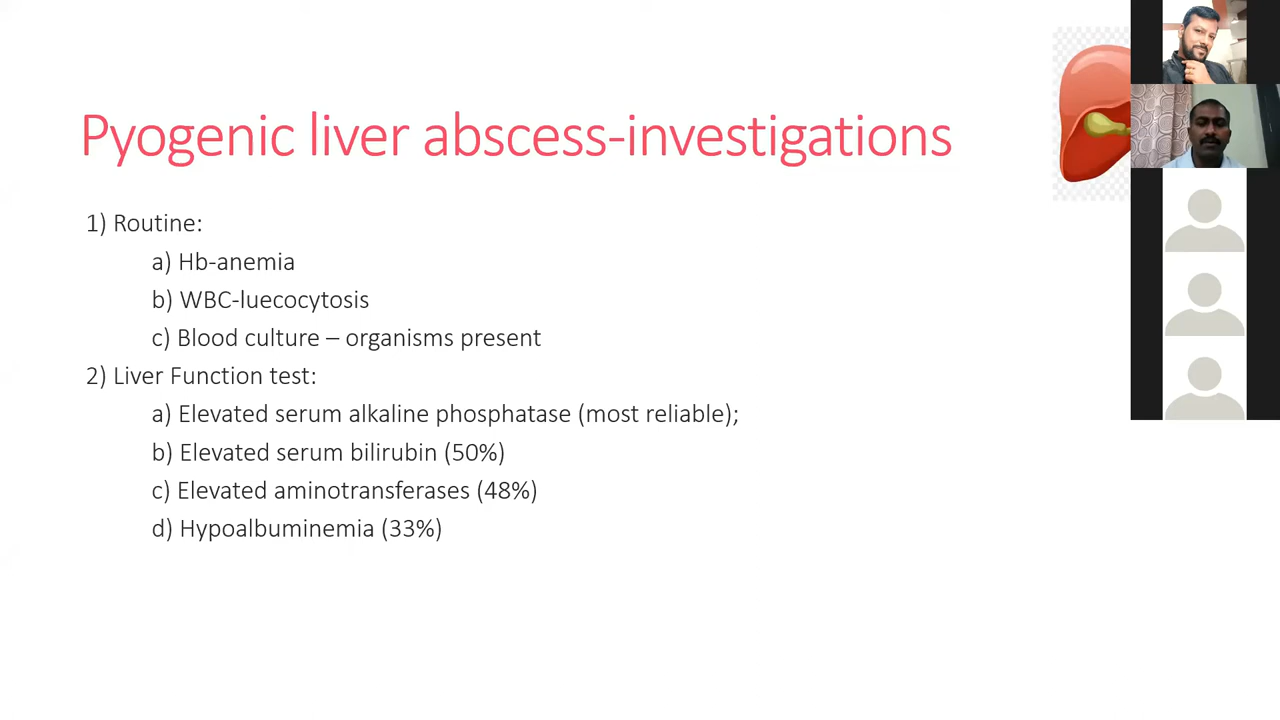 Pyogenic liver abscess-investigations
1) Routine:
a) Hb-anemia
b) WBC-luecocytosis
c) Blood culture – organisms present
2) Liver Function test:
a) Elevated serum alkaline phosphatase (most reliable);
b) Elevated serum bilirubin (50%)
c) Elevated aminotransferases (48%)
d) Hypoalbuminemia (33%)